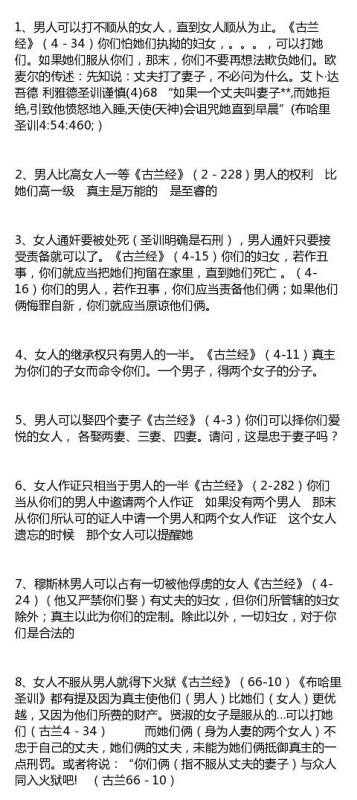 1、男人可以打不顺从的女人，直到女人顺从为止。《古兰
经》（4－34）你们怕她们执拗的妇女，。。。。，可以打她
们。如果她们服从你们，那末，你们不要再想法欺负她们。欧
麦尔的传述：先知说：丈夫打了妻子，不必问为什么。艾卜·达
吾德 利雅德圣训谨慎(4)68 “如果一个丈夫叫妻子**,而她拒
绝,引致他愤怒地入睡,天使(天神)会诅咒她直到早晨”(布哈里
圣训4:54:460;）
2、男人比高女人一等《古兰经》（2－228）男人的权利 比
她们高一级 真主是万能的 是至睿的
3、女人通奸要被处死（圣训明确是石刑），男人通奸只要接
受责备就可以了。《古兰经》（4-15）你们的妇女，若作丑
事，你们就应当把她们拘留在家里，直到她们死亡 。（4-
16）你们的男人，若作丑事，你们应当责备他们俩；如果他们
俩悔罪自新，你们就应当原谅他们俩。
4、女人的继承权只有男人的一半。《古兰经》（4-11）真主
为你们的子女而命令你们。一个男子，得两个女子的分子。
5、男人可以娶四个妻子《古兰经》（4-3）你们可以择你们爱
悦的女人， 各娶两妻、三妻、四妻。请问，这是忠于妻子吗？
6、女人作证只相当于男人的一半《古兰经》（2-282）你们
当从你们的男人中邀请两个人作证 如果没有两个男人 那末
从你们所认可的证人中请一个男人和两个女人作证 这个女人
遗忘的时候 那个女人可以提醒她
7、穆斯林男人可以占有一切被他俘虏的女人《古兰经》（4-
24）（他又严禁你们娶）有丈夫的妇女，但你们所管辖的妇女
除外；真主以此为你们的定制。除此以外，一切妇女，对于你
们是合法的
8、女人不服从男人就得下火狱《古兰经》（66-10）《布哈里
圣训》都有提及因为真主使他们（男人）比她们（女人）更优
越，又因为他们所费的财产。贤淑的女子是服从的...可以打她
们（古兰4－34） 而她们俩（身为人妻的两个女人）不
忠于自己的丈夫，她们俩的丈夫，未能为她们俩抵御真主的一
点刑罚。或者将说：“你们俩（指不服从丈夫的妻子）与众人
同入火狱吧! （古兰66－10）